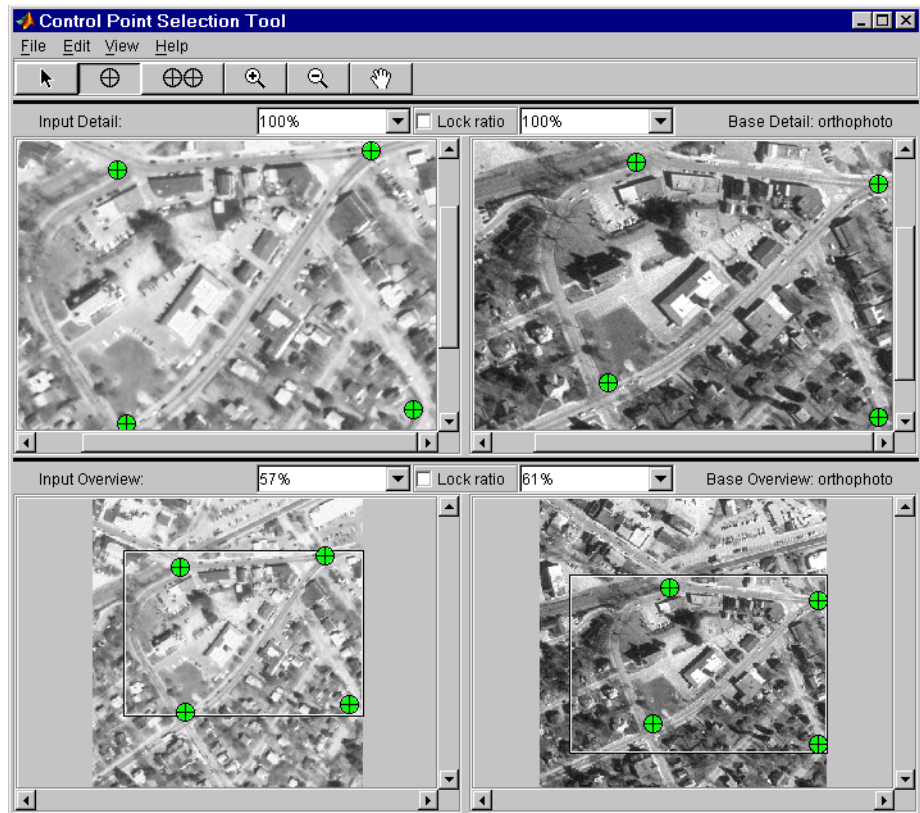 Control Point Selection Tool
File Edit View Help
Input Detail: 100% Lock ratio 100% Base Detail: orthophoto
Input Overview: 57% Lock ratio 61% Base Overview: orthophoto